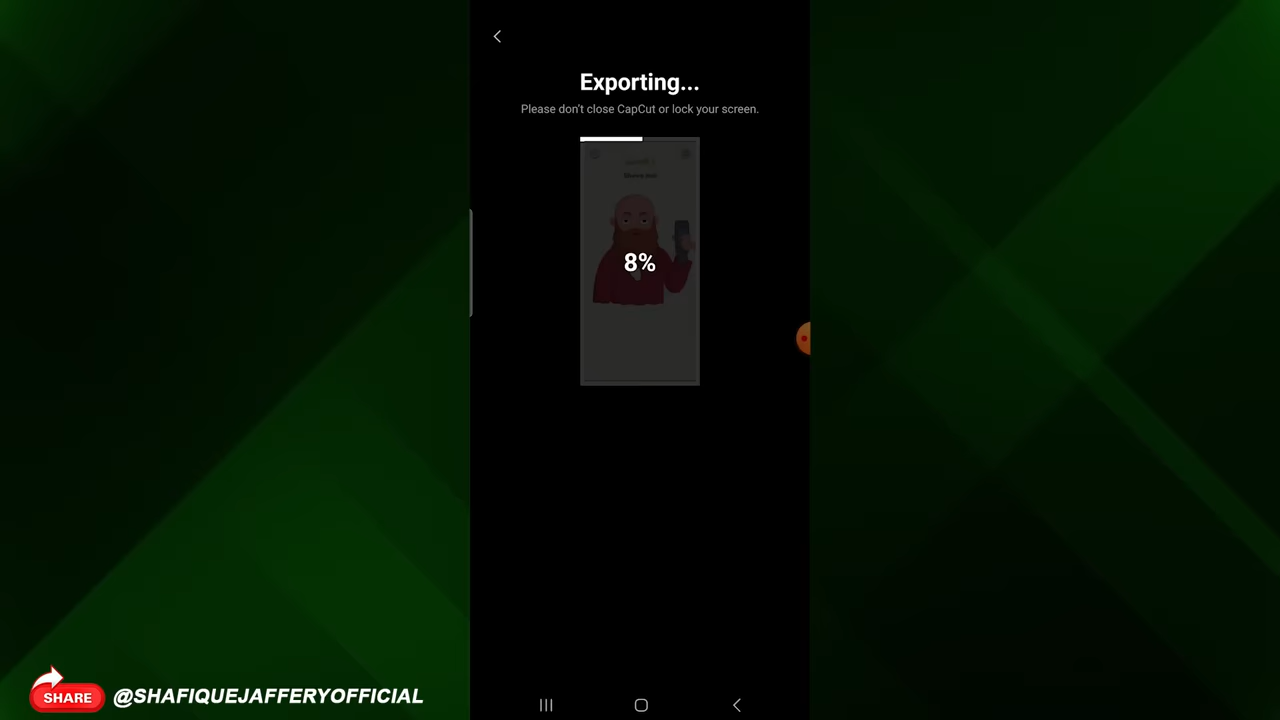 Exporting...
Please don't close CapCut or lock your screen.
8%
SHARE @SHAFIQUEJAFFERYOFFICIAL